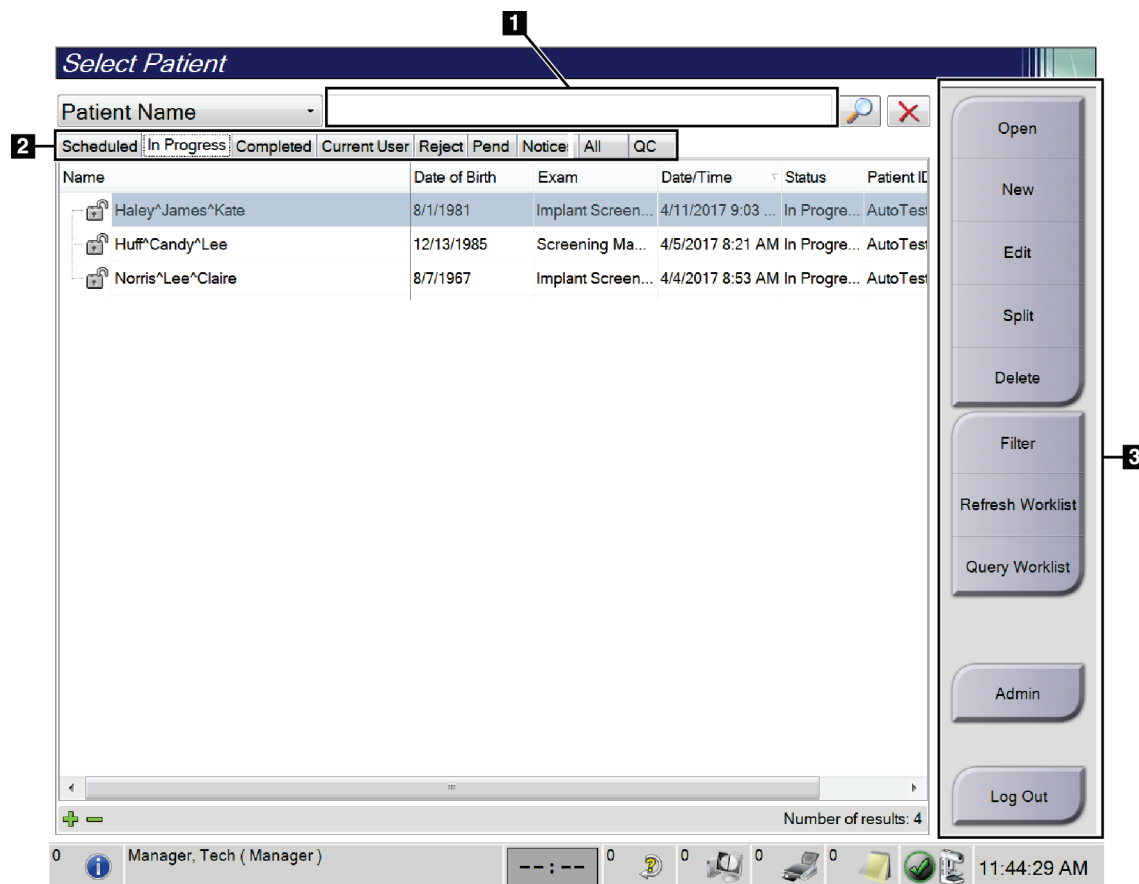 1
Select Patient
Patient Name
2
Scheduled In Progress Completed Current User Reject Pend Notice All QC
Name Date of Birth Exam Date/Time Status Patient ID
Haley^James^Kate 8/1/1981 Implant Screen... 4/11/2017 9:03 ... In Progre... AutoTest
Huff^Candy^Lee 12/13/1985 Screening Ma... 4/5/2017 8:21 AM In Progre... AutoTest
Norris^Lee^Claire 8/7/1967 Implant Screen... 4/4/2017 8:53 AM In Progre... AutoTest
Number of results: 4
Open
New
Edit
Split
Delete
Filter
3
Refresh Worklist
Query Worklist
Admin
Log Out
0 Manager, Tech ( Manager ) --:-- 0 0 0 0 11:44:29 AM